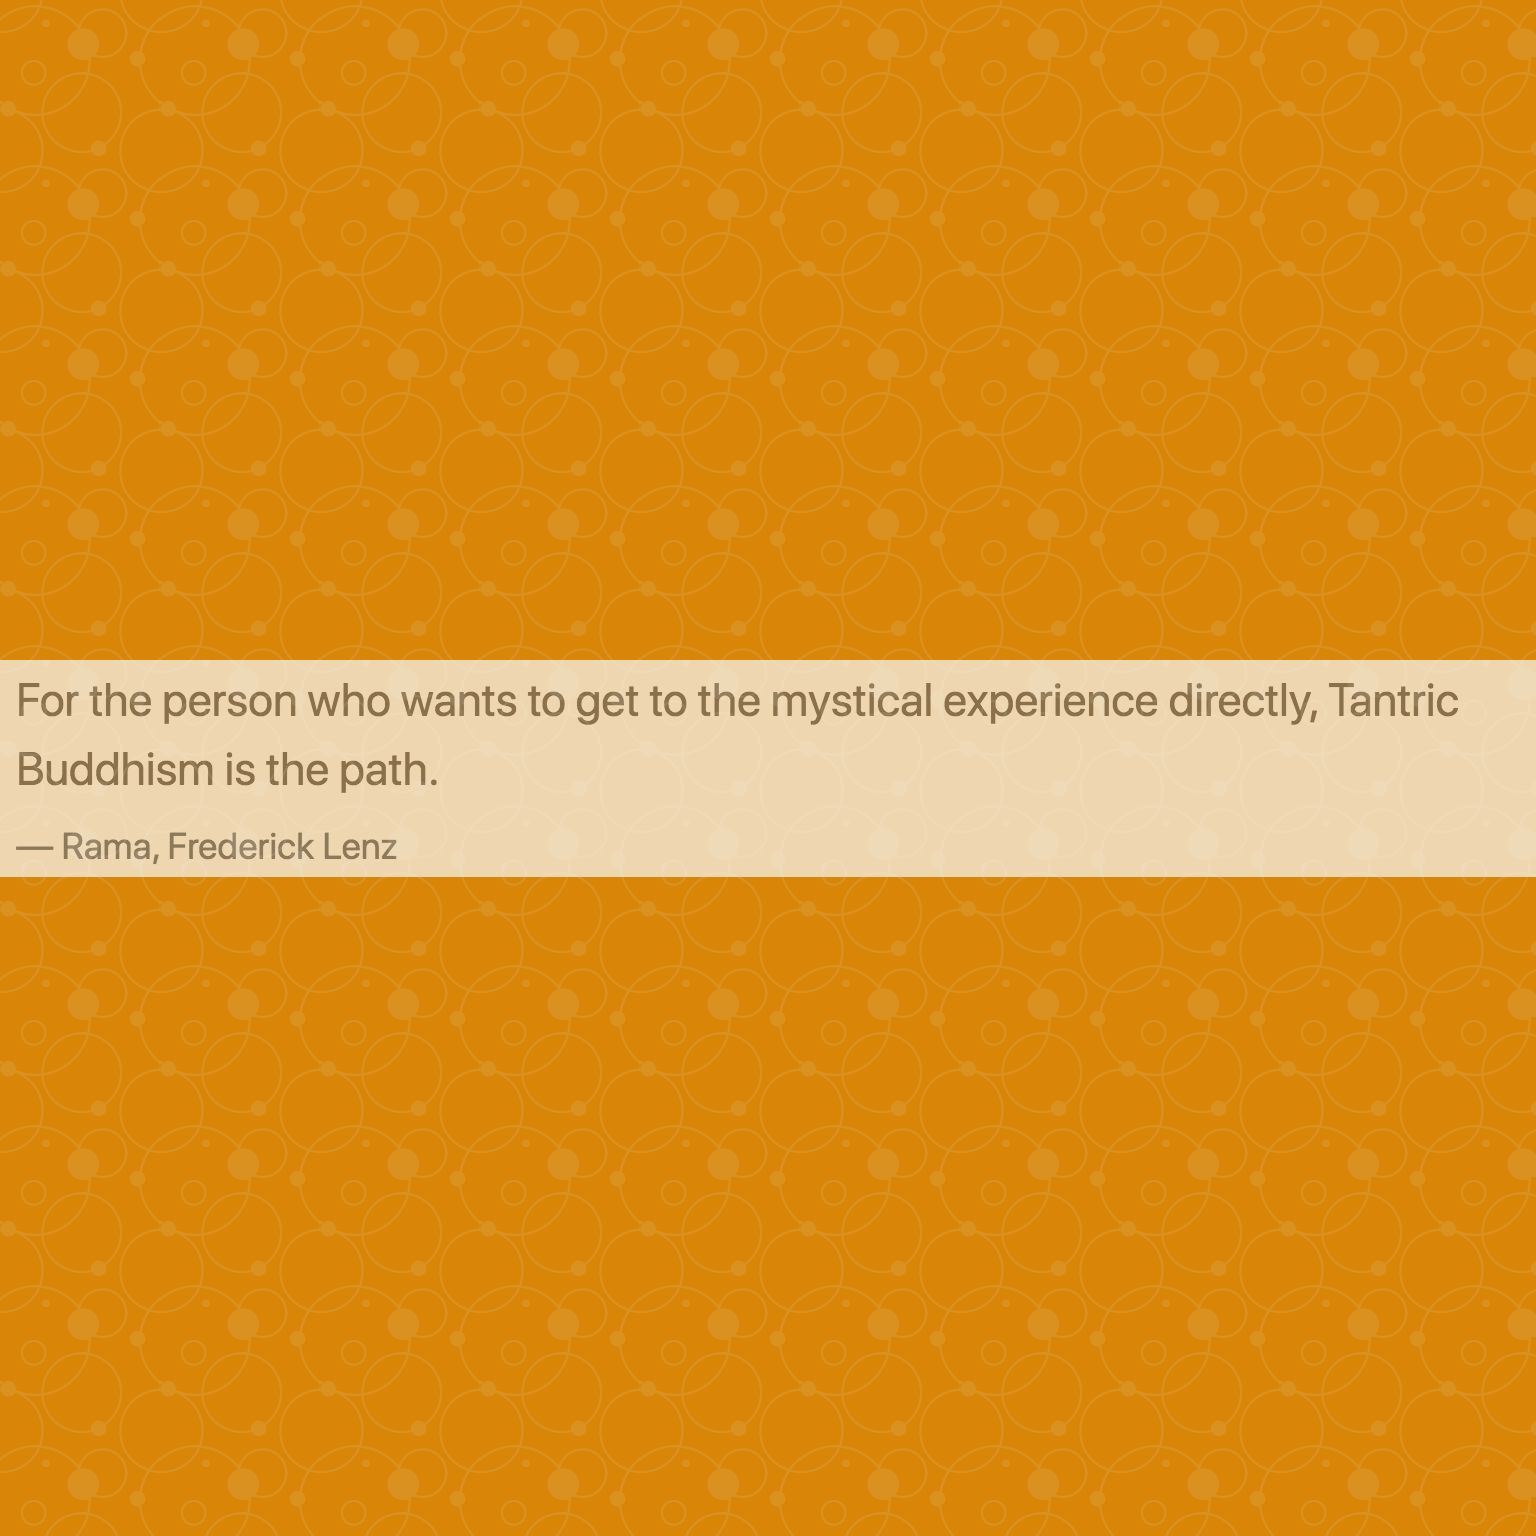 For the person who wants to get to the mystical experience directly, Tantric
Buddhism is the path.
— Rama, Frederick Lenz